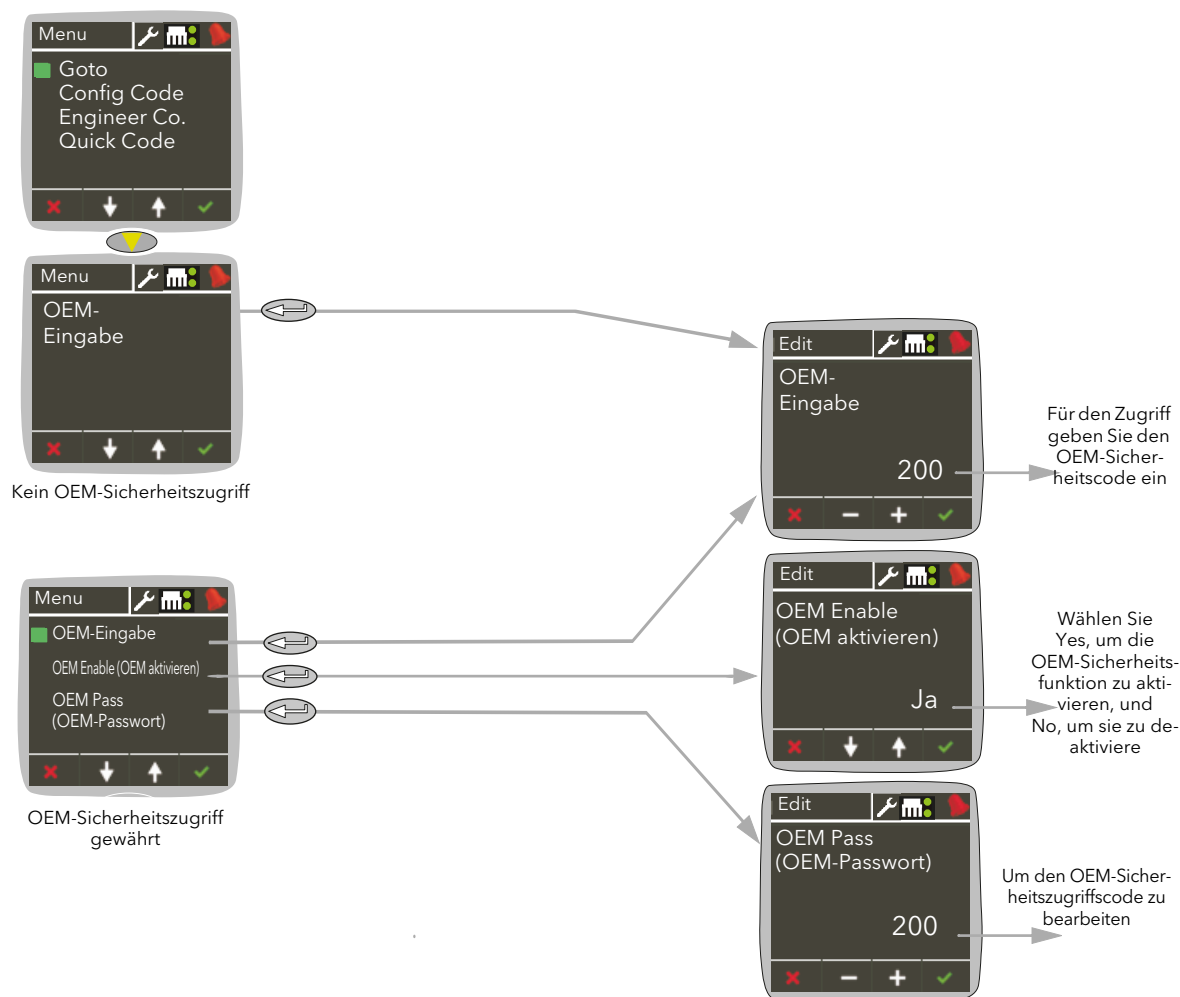 Menu
Goto
Config Code
Engineer Co.
Quick Code
Menu
OEM-
Eingabe
Kein OEM-Sicherheitszugriff
Edit
OEM-
Eingabe
200
Für den Zugriff
geben Sie den
OEM-Sicher-
heitscode ein
Menu
OEM-Eingabe
OEM Enable (OEM aktivieren)
OEM Pass
(OEM-Passwort)
OEM-Sicherheitszugriff
gewährt
Edit
OEM Enable
(OEM aktivieren)
Ja
Wählen Sie
Yes, um die
OEM-Sicherheits-
funktion zu akti-
vieren, und
No, um sie zu de-
aktiviere
Edit
OEM Pass
(OEM-Passwort)
200
Um den OEM-Sicher-
heitszugriffscode zu
bearbeiten